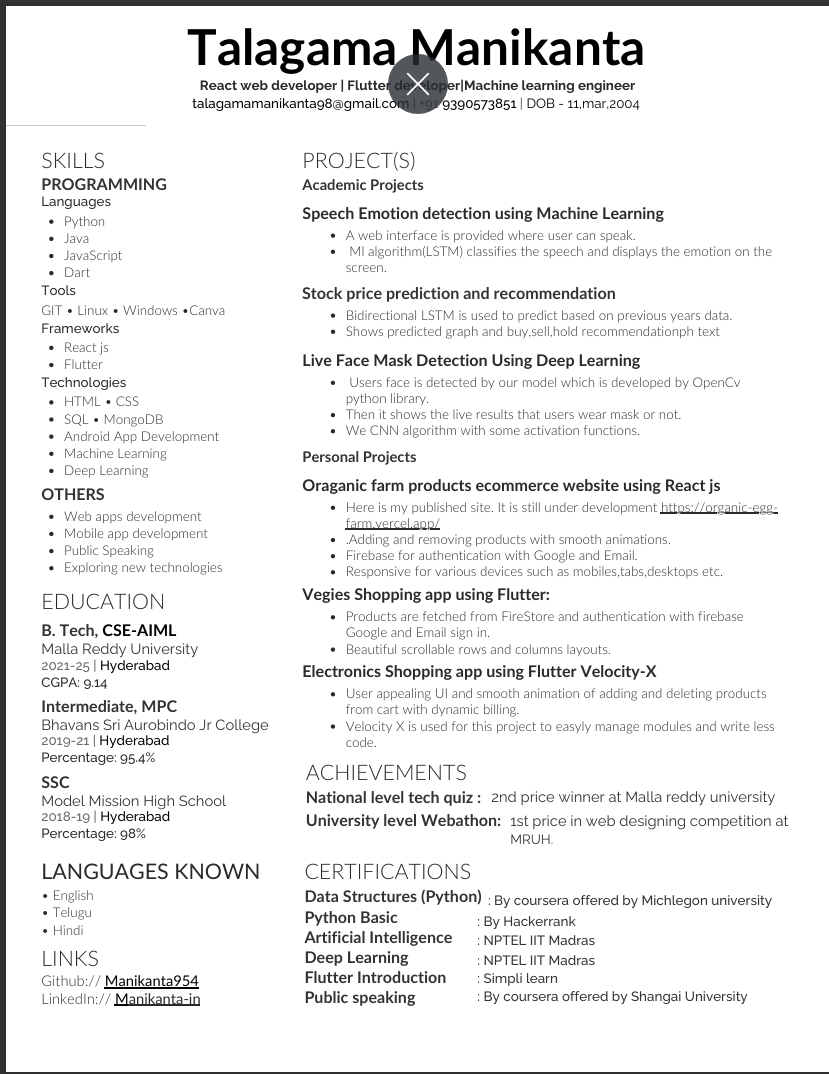 Talagama Manikanta
React web developer | Flutter developer|Machine learning engineer
talagamamanikanta98@gmail.com | +91 9390573851 | DOB - 11,mar,2004
SKILLS
PROGRAMMING
Languages
• Python
• Java
• JavaScript
• Dart
Tools
GIT • Linux • Windows •Canva
Frameworks
• React js
• Flutter
Technologies
• HTML • CSS
• SQL • MongoDB
• Android App Development
• Machine Learning
• Deep Learning
OTHERS
• Web apps development
• Mobile app development
• Public Speaking
• Exploring new technologies
EDUCATION
B. Tech, CSE-AIML
Malla Reddy University
2021-25 | Hyderabad
CGPA: 9.14
Intermediate, MPC
Bhavans Sri Aurobindo Jr College
2019-21 | Hyderabad
Percentage: 95.4%
SSC
Model Mission High School
2018-19 | Hyderabad
Percentage: 98%
LANGUAGES KNOWN
• English
• Telugu
• Hindi
LINKS
Github:// Manikanta954
LinkedIn:// Manikanta-in
PROJECT(S)
Academic Projects
Speech Emotion detection using Machine Learning
• A web interface is provided where user can speak.
• Ml algorithm(LSTM) classifies the speech and displays the emotion on the
screen.
Stock price prediction and recommendation
• Bidirectional LSTM is used to predict based on previous years data.
• Shows predicted graph and buy,sell,hold recommendationph text
Live Face Mask Detection Using Deep Learning
• Users face is detected by our model which is developed by OpenCv
python library.
• Then it shows the live results that users wear mask or not.
• We CNN algorithm with some activation functions.
Personal Projects
Oraganic farm products ecommerce website using React js
• Here is my published site. It is still under development https://organic-egg-
farm.vercel.app/
• .Adding and removing products with smooth animations.
• Firebase for authentication with Google and Email.
• Responsive for various devices such as mobiles,tabs,desktops etc.
Vegies Shopping app using Flutter:
• Products are fetched from FireStore and authentication with firebase
Google and Email sign in.
• Beautiful scrollable rows and columns layouts.
Electronics Shopping app using Flutter Velocity-X
• User appealing UI and smooth animation of adding and deleting products
from cart with dynamic billing.
• Velocity X is used for this project to easyly manage modules and write less
code.
ACHIEVEMENTS
National level tech quiz : 2nd price winner at Malla reddy university
University level Webathon: 1st price in web designing competition at
MRUH.
CERTIFICATIONS
Data Structures (Python) : By coursera offered by Michlegon university
Python Basic : By Hackerrank
Artificial Intelligence : NPTEL IIT Madras
Deep Learning : NPTEL IIT Madras
Flutter Introduction : Simpli learn
Public speaking : By coursera offered by Shangai University